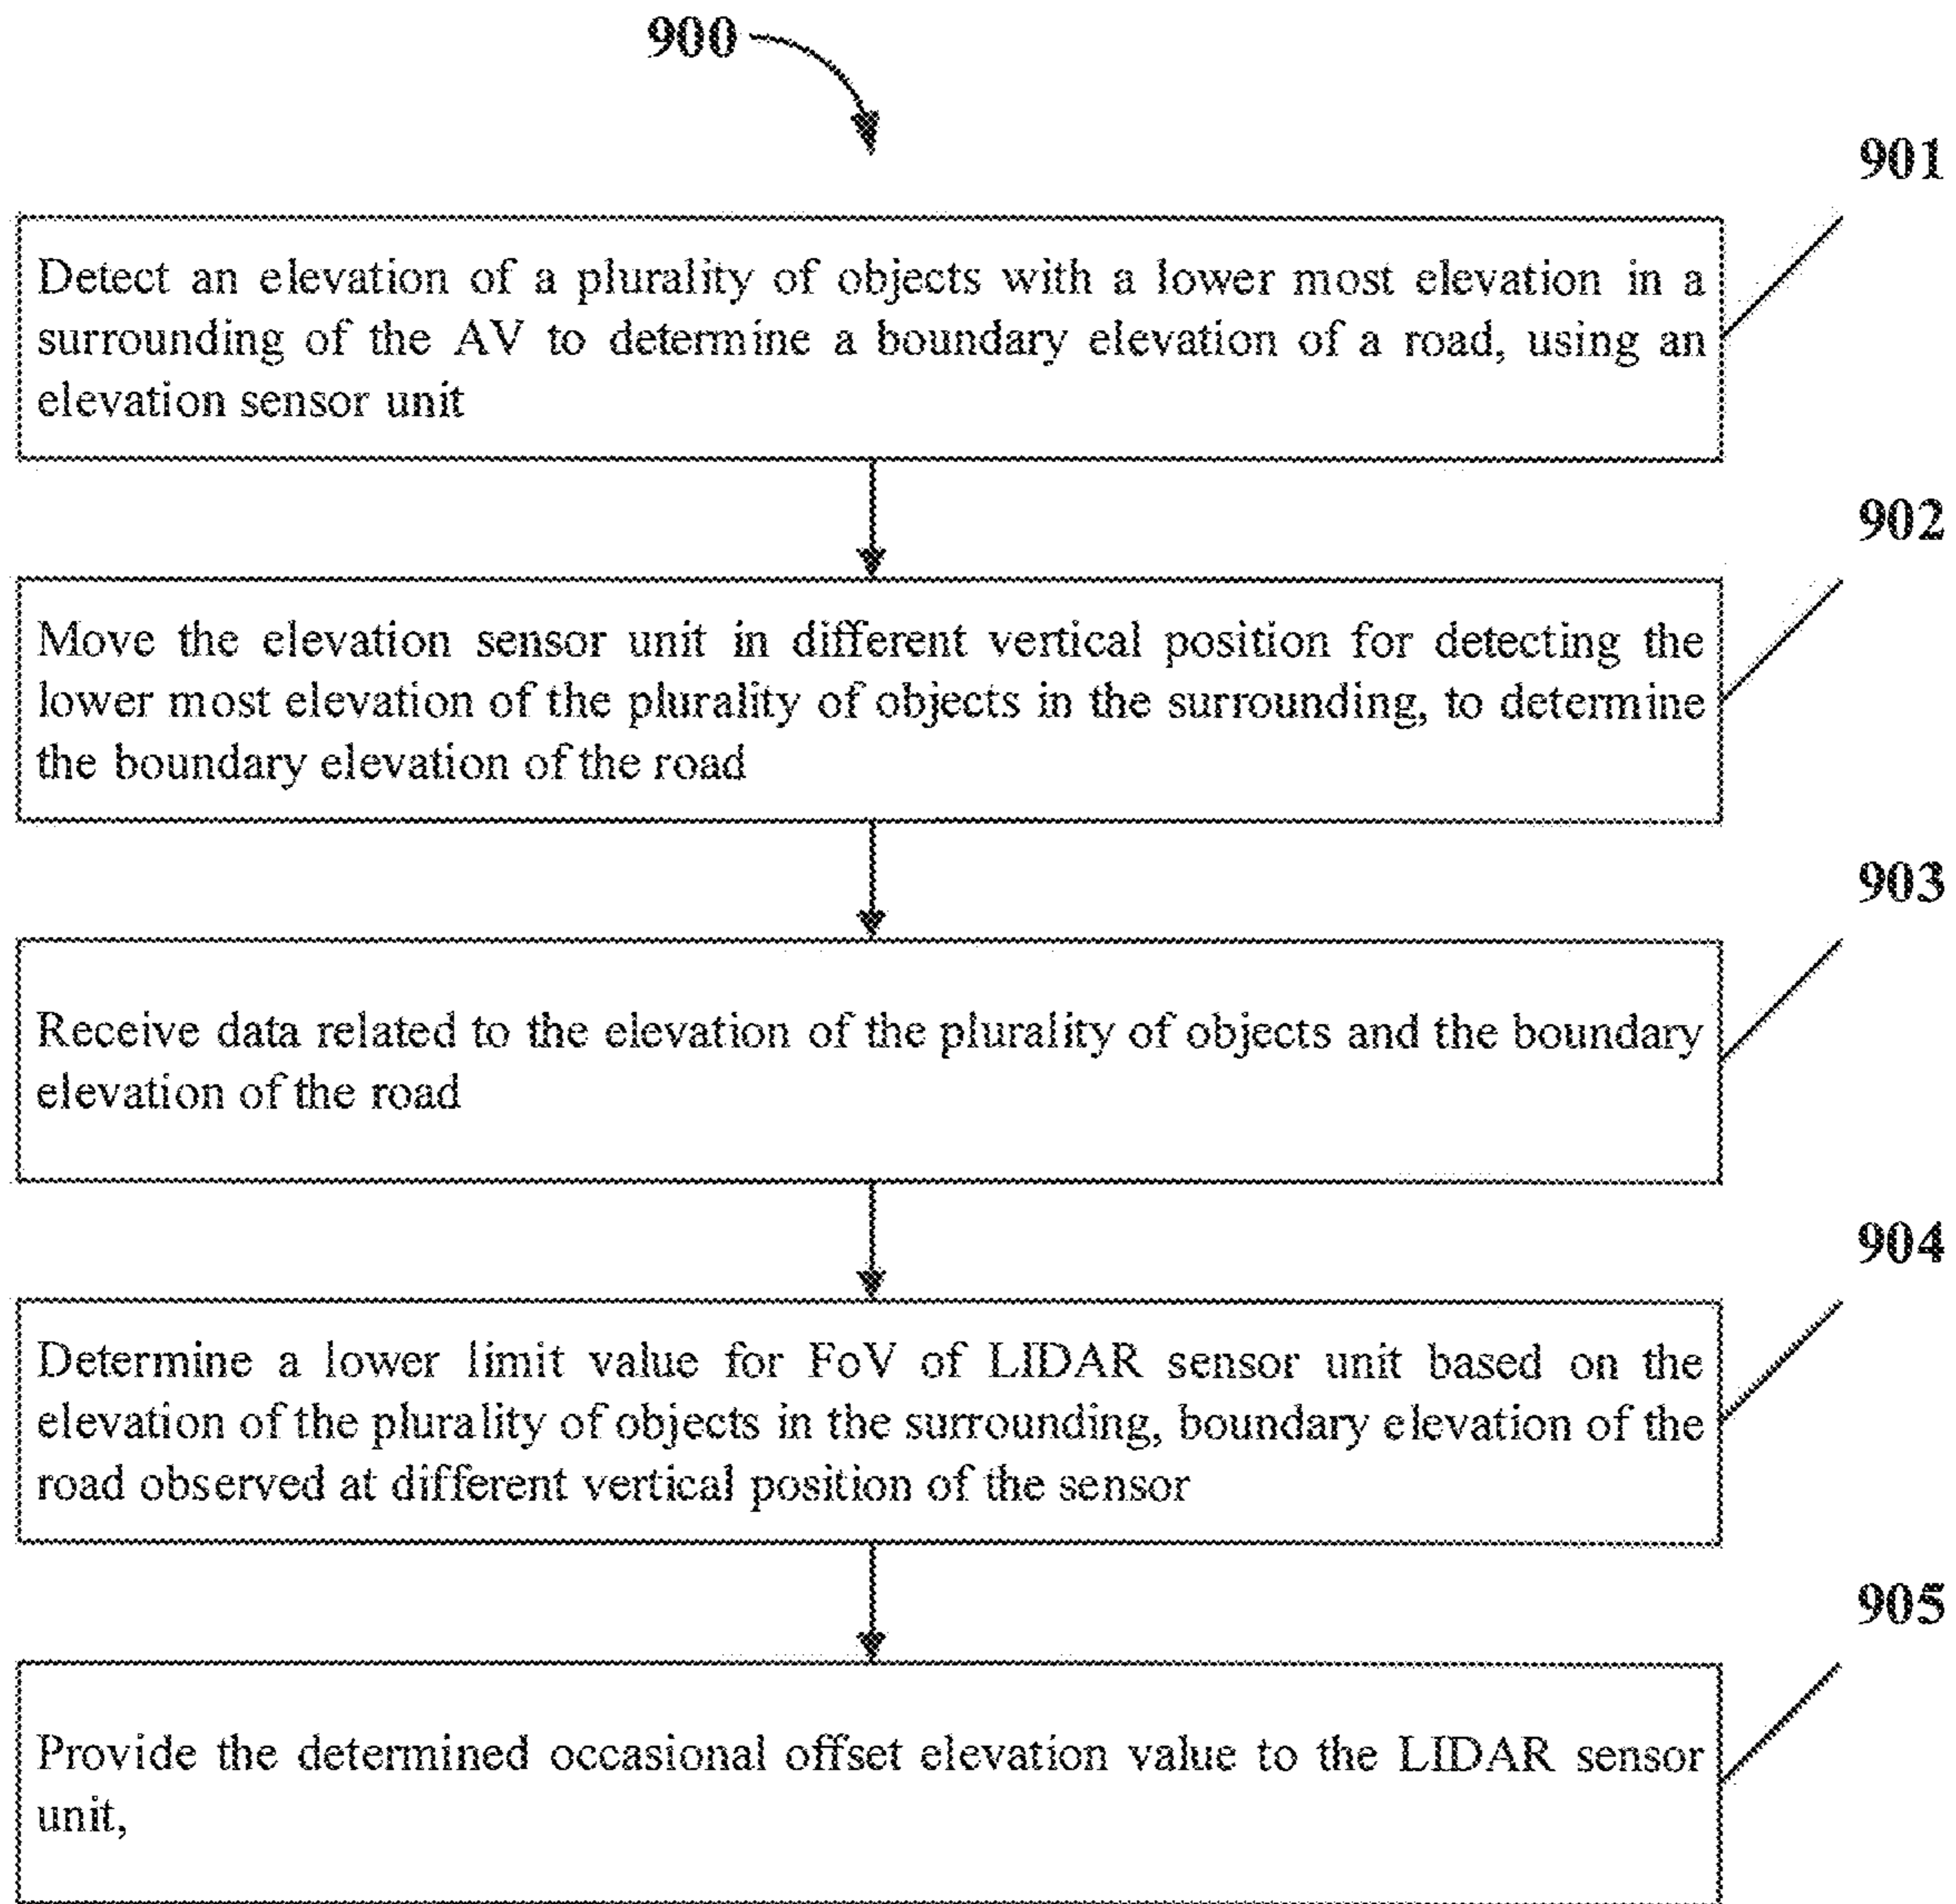 900
901
Detect an elevation of a plurality of objects with a lower most elevation in a
surrounding of the AV to determine a boundary elevation of a road, using an
elevation sensor unit
902
Move the elevation sensor unit in different vertical position for detecting the
lower most elevation of the plurality of objects in the surrounding, to determine
the boundary elevation of the road
903
Receive data related to the elevation of the plurality of objects and the boundary
elevation of the road
904
Determine a lower limit value for FoV of LIDAR sensor unit based on the
elevation of the plurality of objects in the surrounding, boundary elevation of the
road observed at different vertical position of the sensor
905
Provide the determined occasional offset elevation value to the LIDAR sensor
unit,